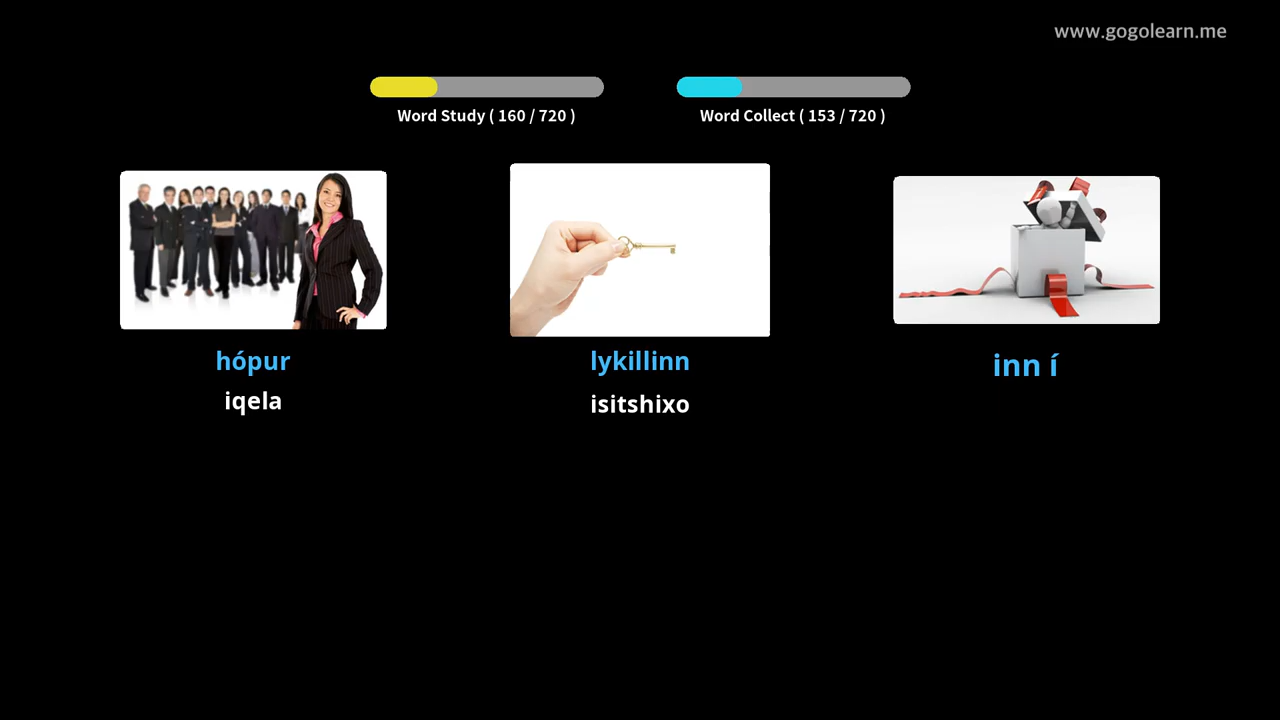 www.gogolearn.me
Word Study ( 160 / 720 )
Word Collect ( 153 / 720 )
hópur
iqela
lykillinn
isitshixo
inn í